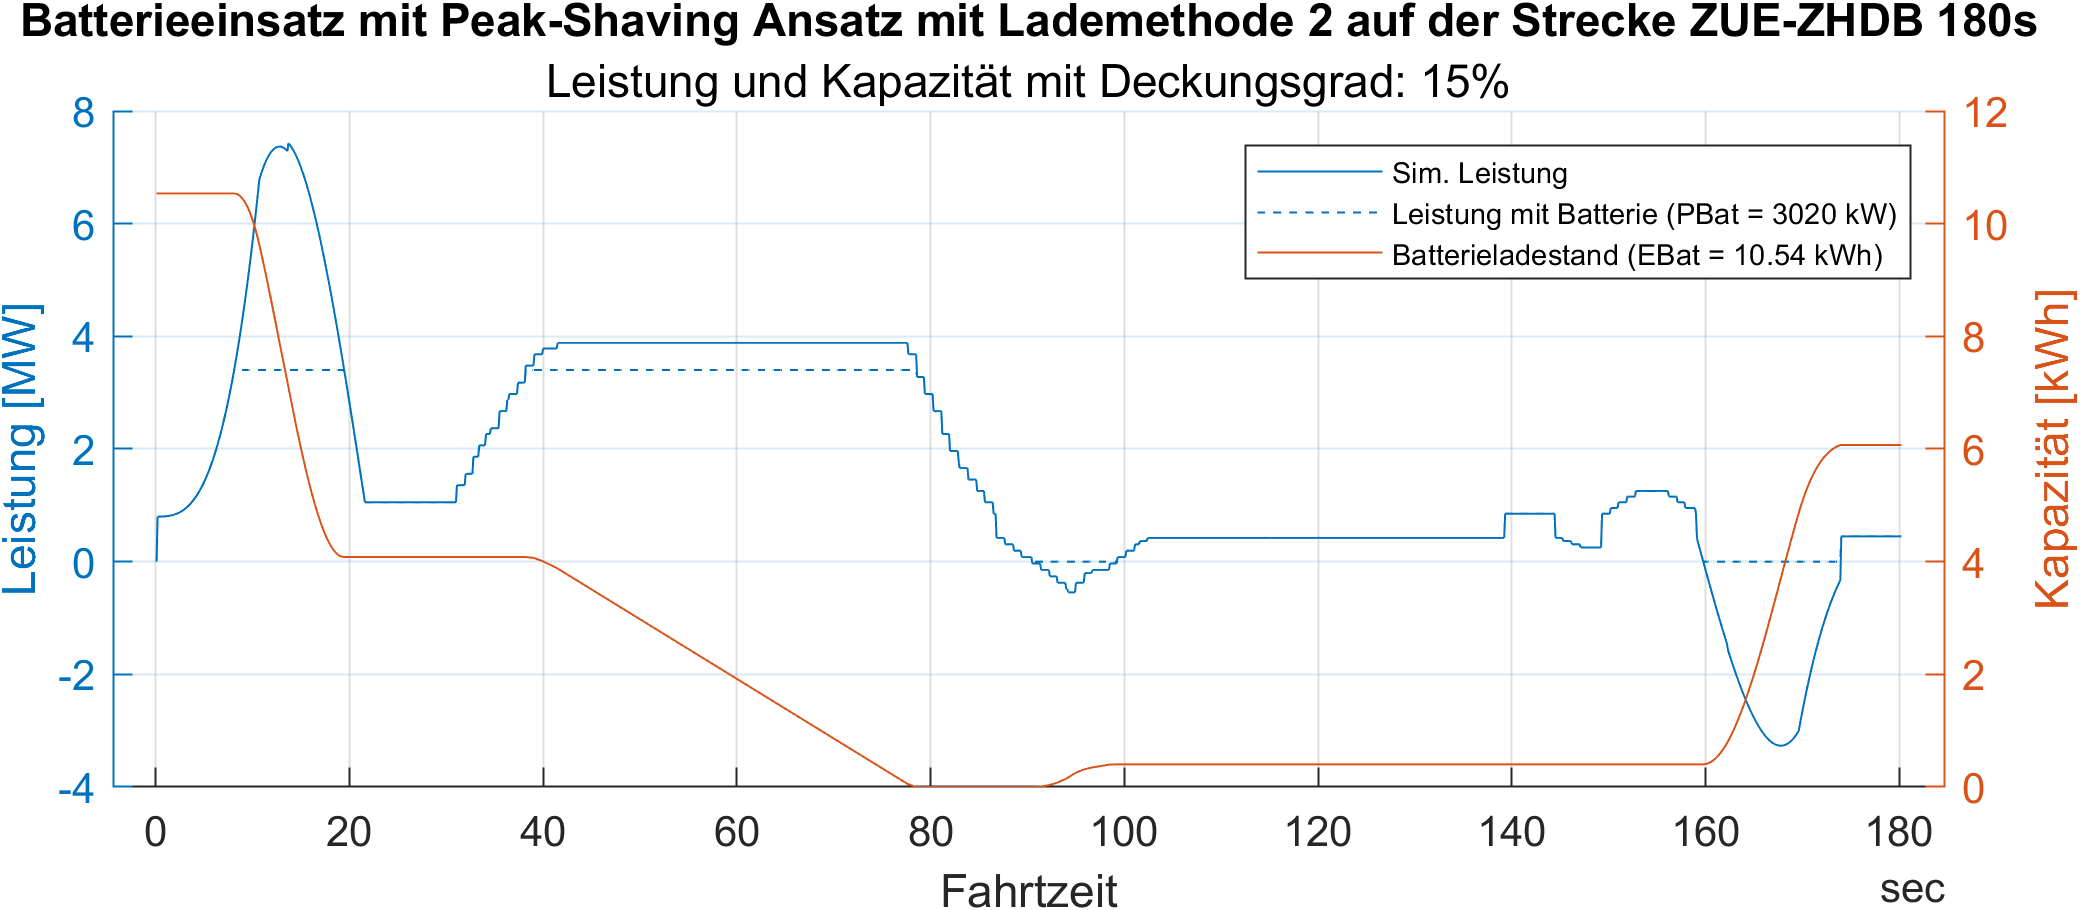 Batterieeinsatz mit Peak-Shaving Ansatz mit Lademethode 2 auf der Strecke ZUE-ZHDB 180s
Leistung und Kapazität mit Deckungsgrad: 15%
8
6
4
2
0
-2
-4
Leistung [MW]
12
10
8
6
4
2
0
Kapazität [kWh]
Sim. Leistung
Leistung mit Batterie (PBat = 3020 kW)
Batterieladestand (EBat = 10.54 kWh)
0 20 40 60 80 100 120 140 160 180
Fahrtzeit
sec